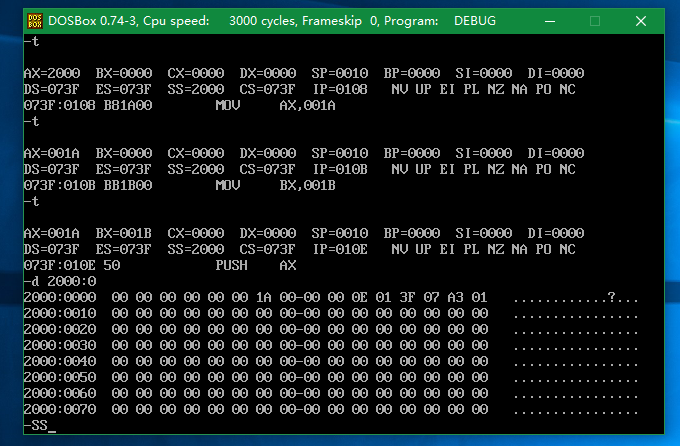 DOS BOX
DOSBox 0.74-3, Cpu speed: 3000 cycles, Frameskip 0, Program: DEBUG
-t
AX=2000 BX=0000 CX=0000 DX=0000 SP=0010 BP=0000 SI=0000 DI=0000
DS=073F ES=073F SS=2000 CS=073F IP=0108 NV UP EI PL NZ NA PO NC
073F:0108 B81A00 MOV AX,001A
-t
AX=001A BX=0000 CX=0000 DX=0000 SP=0010 BP=0000 SI=0000 DI=0000
DS=073F ES=073F SS=2000 CS=073F IP=010B NV UP EI PL NZ NA PO NC
073F:010B BB1B00 MOV BX,001B
-t
AX=001A BX=001B CX=0000 DX=0000 SP=0010 BP=0000 SI=0000 DI=0000
DS=073F ES=073F SS=2000 CS=073F IP=010E NV UP EI PL NZ NA PO NC
073F:010E 50 PUSH AX
-d 2000:0
2000:0000 00 00 00 00 00 00 1A 00-00 00 0E 01 3F 07 A3 01 ............?...
2000:0010 00 00 00 00 00 00 00 00-00 00 00 00 00 00 00 00 ................
2000:0020 00 00 00 00 00 00 00 00-00 00 00 00 00 00 00 00 ................
2000:0030 00 00 00 00 00 00 00 00-00 00 00 00 00 00 00 00 ................
2000:0040 00 00 00 00 00 00 00 00-00 00 00 00 00 00 00 00 ................
2000:0050 00 00 00 00 00 00 00 00-00 00 00 00 00 00 00 00 ................
2000:0060 00 00 00 00 00 00 00 00-00 00 00 00 00 00 00 00 ................
2000:0070 00 00 00 00 00 00 00 00-00 00 00 00 00 00 00 00 ................
-SS_